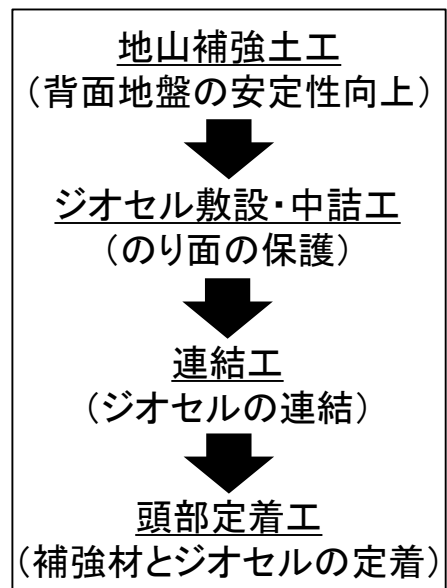 地山補強土工
（背面地盤の安定性向上）
ジオセル敷設・中詰工
（のり面の保護）
連結工
（ジオセルの連結）
頭部定着工
（補強材とジオセルの定着）